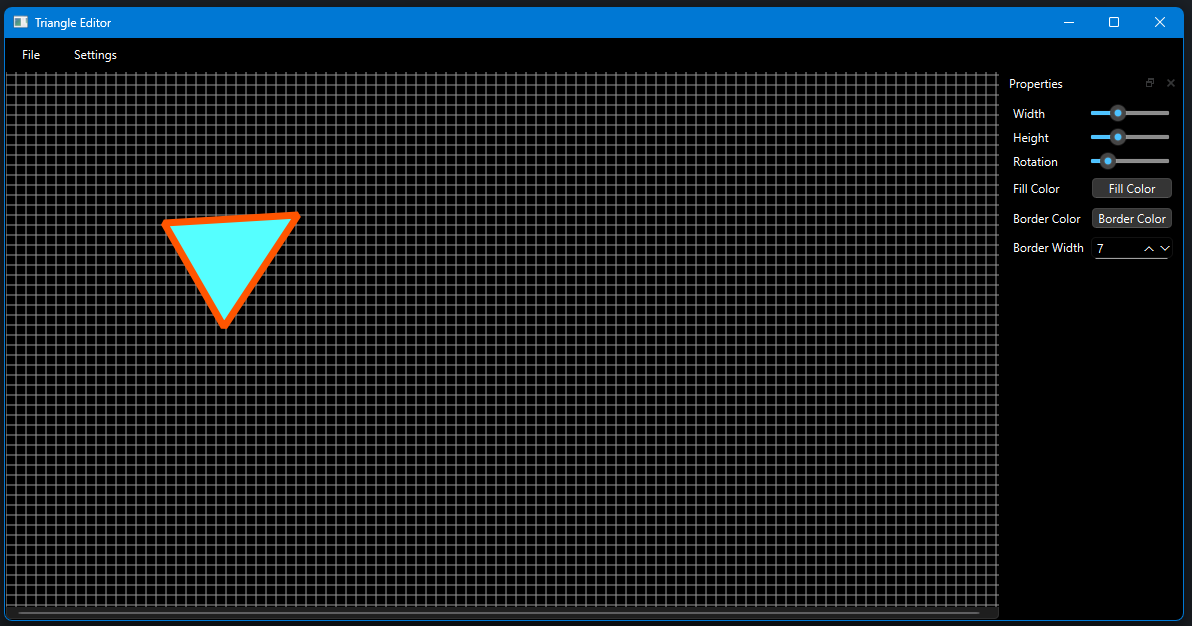 Triangle Editor
File Settings
Properties
Width
Height
Rotation
Fill Color Fill Color
Border Color Border Color
Border Width 7